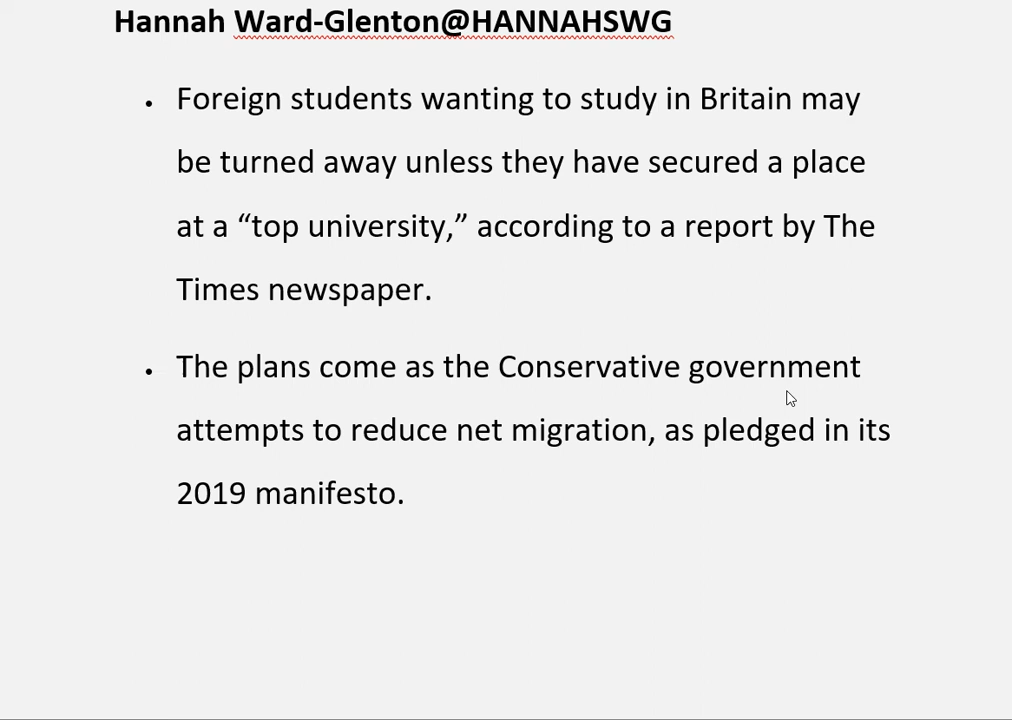 Hannah Ward-Glenton@HANNAHSWG
• Foreign students wanting to study in Britain may
be turned away unless they have secured a place
at a “top university,” according to a report by The
Times newspaper.
• The plans come as the Conservative government
attempts to reduce net migration, as pledged in its
2019 manifesto.